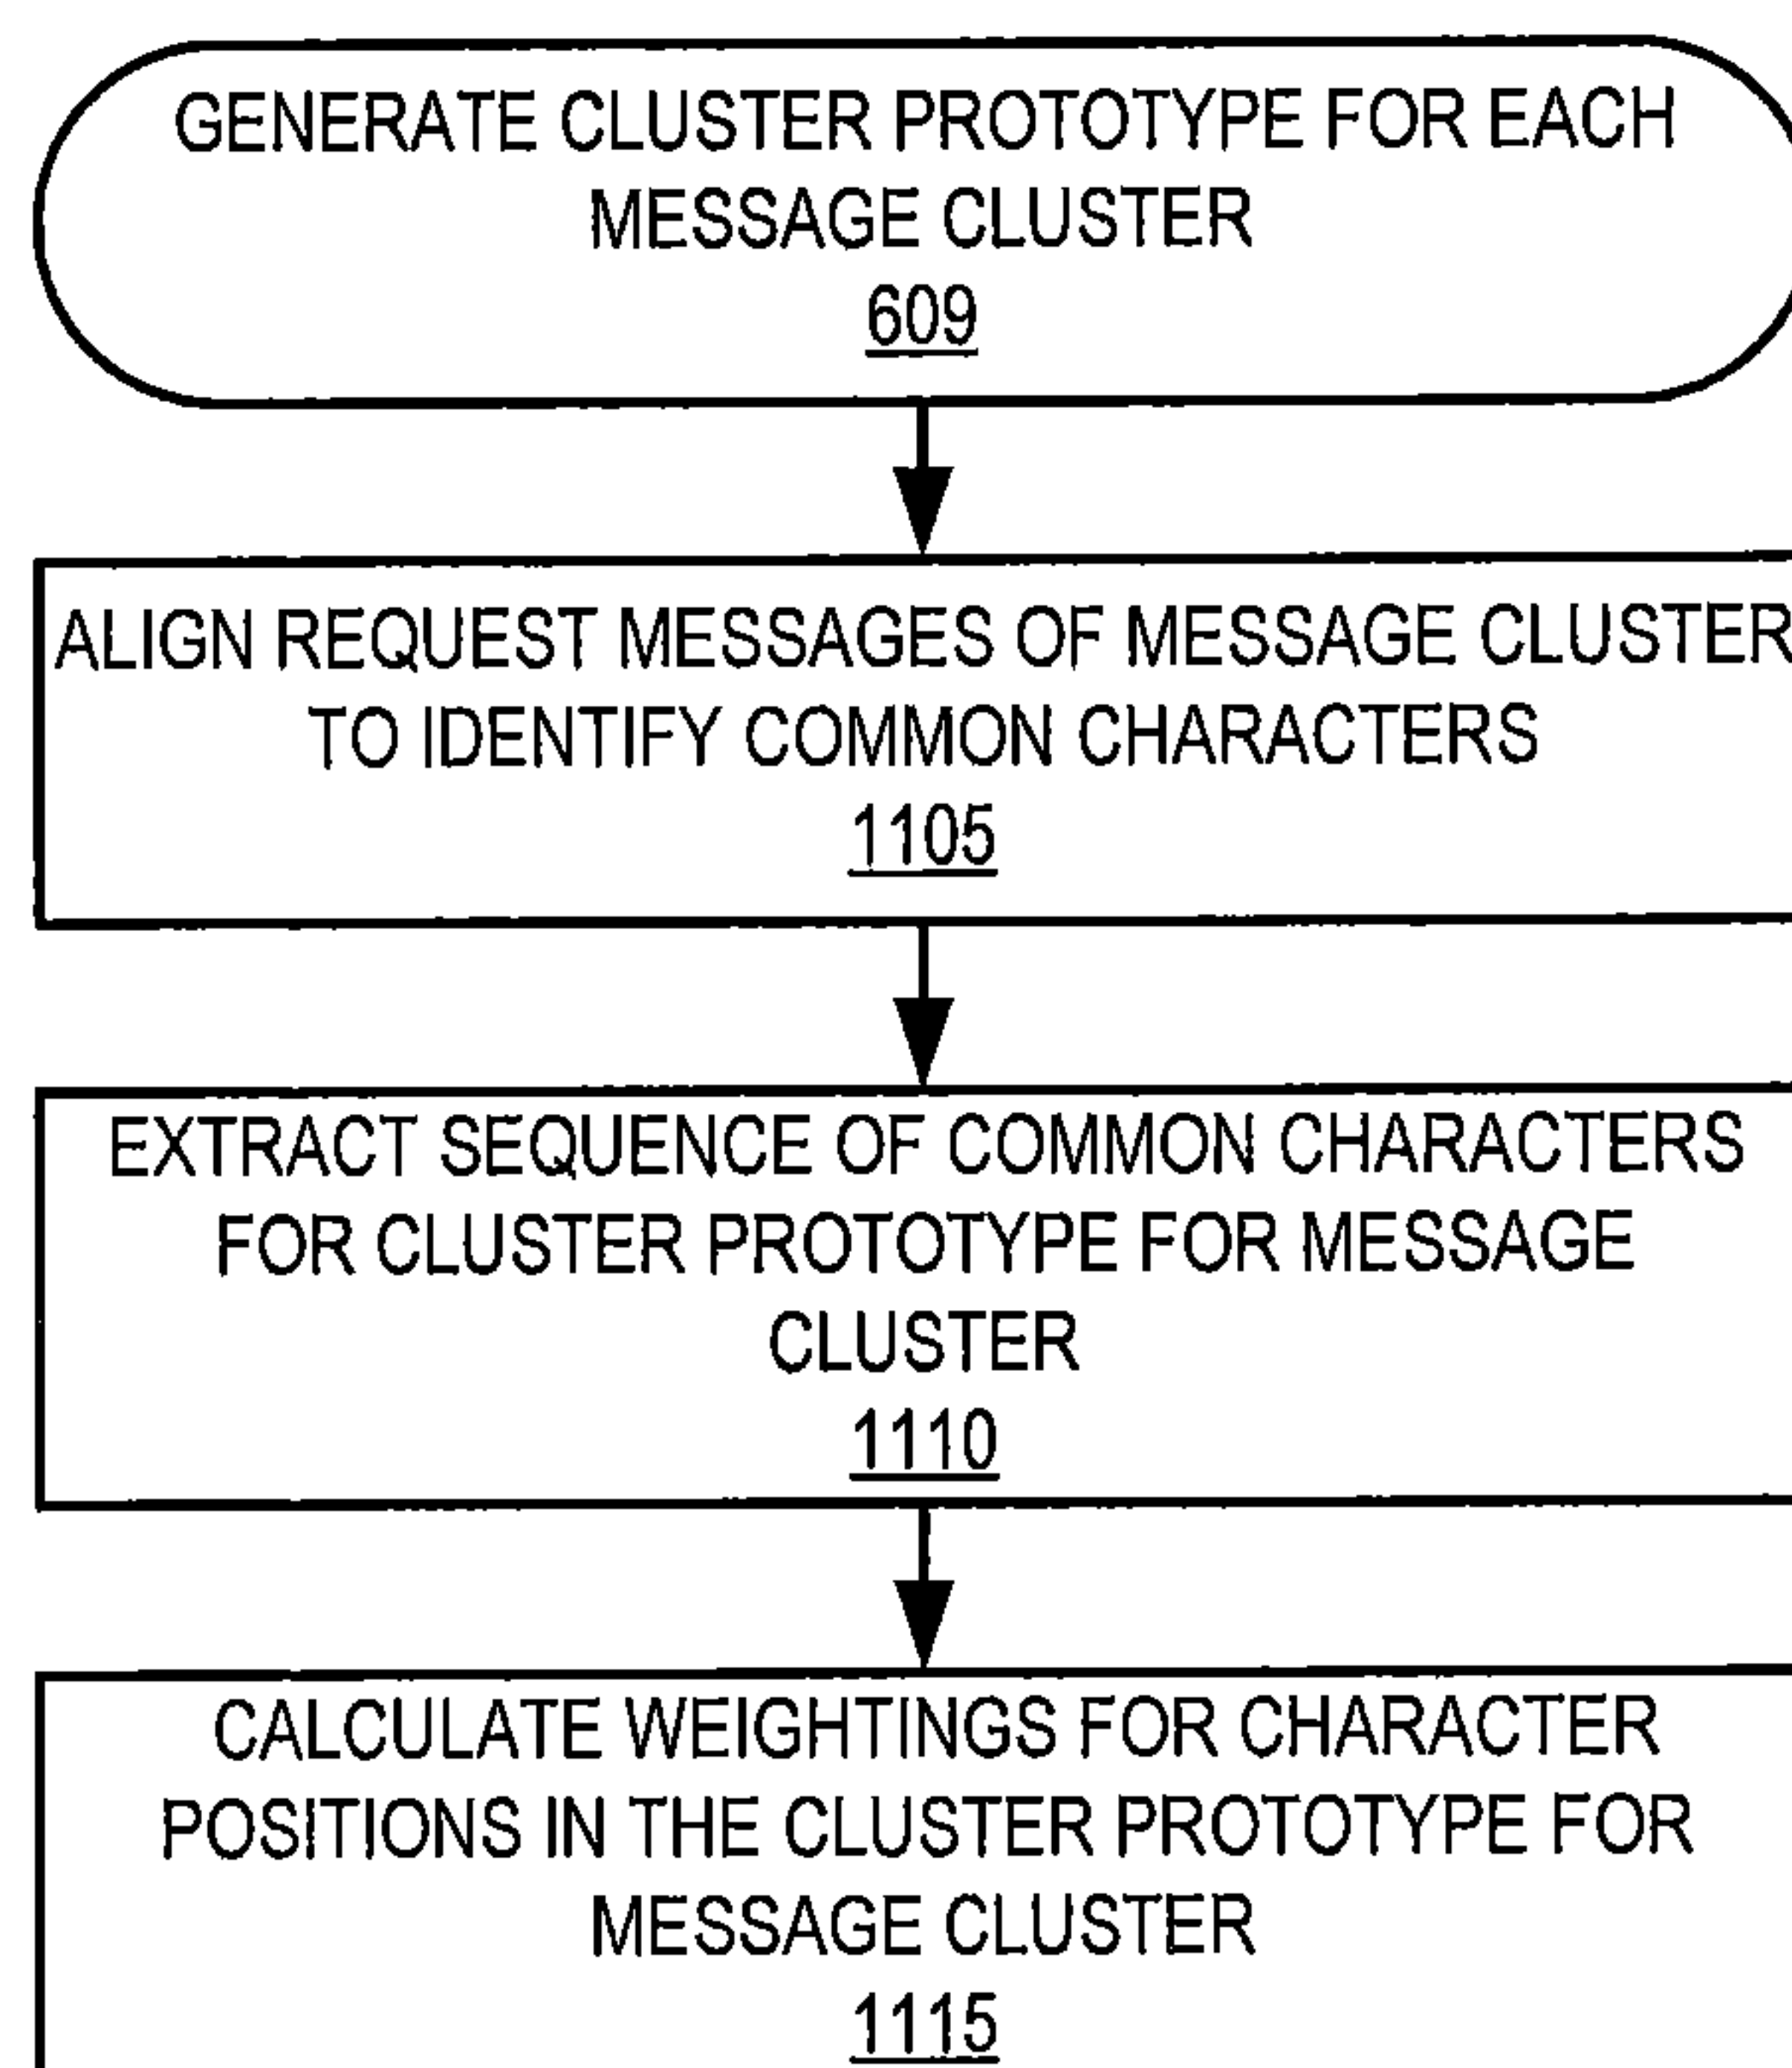 GENERATE CLUSTER PROTOTYPE FOR EACH
MESSAGE CLUSTER
609
ALIGN REQUEST MESSAGES OF MESSAGE CLUSTER
TO IDENTIFY COMMON CHARACTERS
1105
EXTRACT SEQUENCE OF COMMON CHARACTERS
FOR CLUSTER PROTOTYPE FOR MESSAGE
CLUSTER
1110
CALCULATE WEIGHTINGS FOR CHARACTER
POSITIONS IN THE CLUSTER PROTOTYPE FOR
MESSAGE CLUSTER
1115